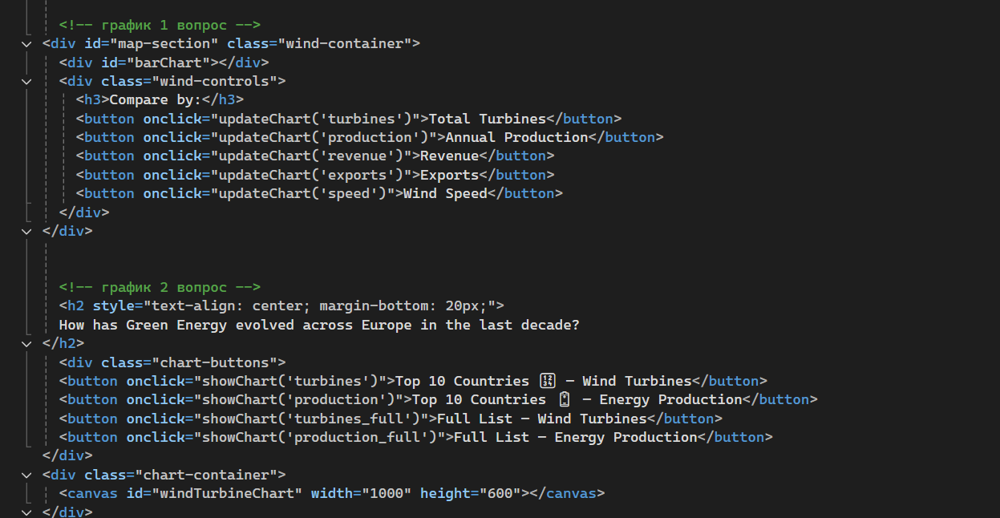 <!-- график 1 вопрос -->
<div id="map-section" class="wind-container">
<div id="barChart"></div>
<div class="wind-controls">
<h3>Compare by:</h3>
<button onclick="updateChart('turbines')">Total Turbines</button>
<button onclick="updateChart('production')">Annual Production</button>
<button onclick="updateChart('revenue')">Revenue</button>
<button onclick="updateChart('exports')">Exports</button>
<button onclick="updateChart('speed')">Wind Speed</button>
</div>
</div>
<!-- график 2 вопрос -->
<h2 style="text-align: center; margin-bottom: 20px;">
How has Green Energy evolved across Europe in the last decade?
</h2>
<div class="chart-buttons">
<button onclick="showChart('turbines')">Top 10 Countries 🔢 – Wind Turbines</button>
<button onclick="showChart('production')">Top 10 Countries 🔋 – Energy Production</button>
<button onclick="showChart('turbines_full')">Full List – Wind Turbines</button>
<button onclick="showChart('production_full')">Full List – Energy Production</button>
</div>
<div class="chart-container">
<canvas id="windTurbineChart" width="1000" height="600"></canvas>
</div>